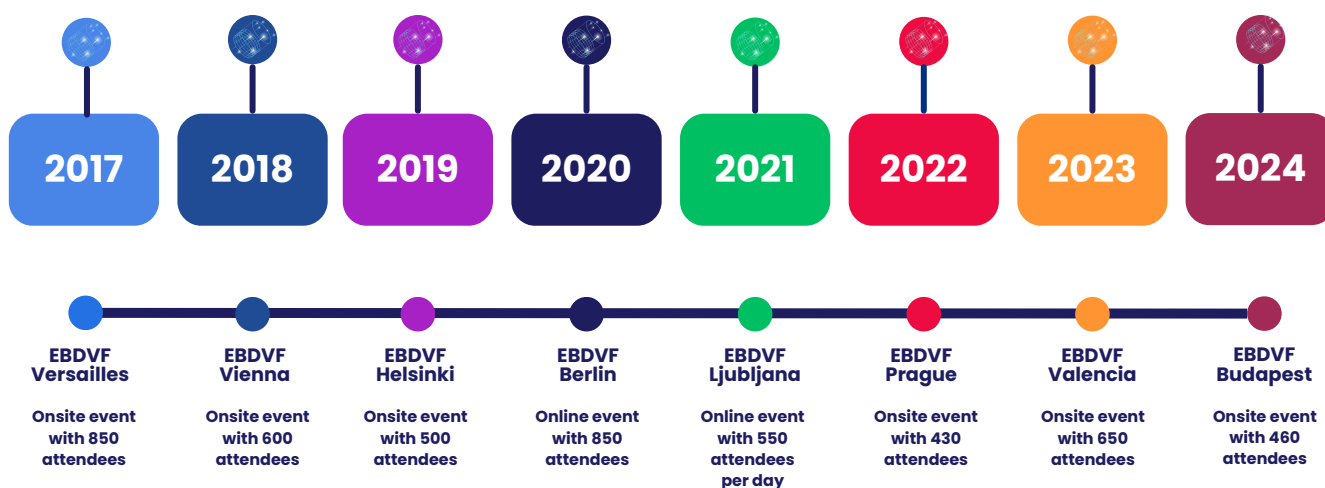 2017
2018
2019
2020
2021
2022
2023
2024
EBDVF
Versailles
Onsite event
with 850
attendees
EBDVF
Vienna
Onsite event
with 600
attendees
EBDVF
Helsinki
Onsite event
with 500
attendees
EBDVF
Berlin
Online event
with 850
attendees
EBDVF
Ljubljana
Online event
with 550
attendees
per day
EBDVF
Prague
Onsite event
with 430
attendees
EBDVF
Valencia
Onsite event
with 650
attendees
EBDVF
Budapest
Onsite event
with 460
attendees